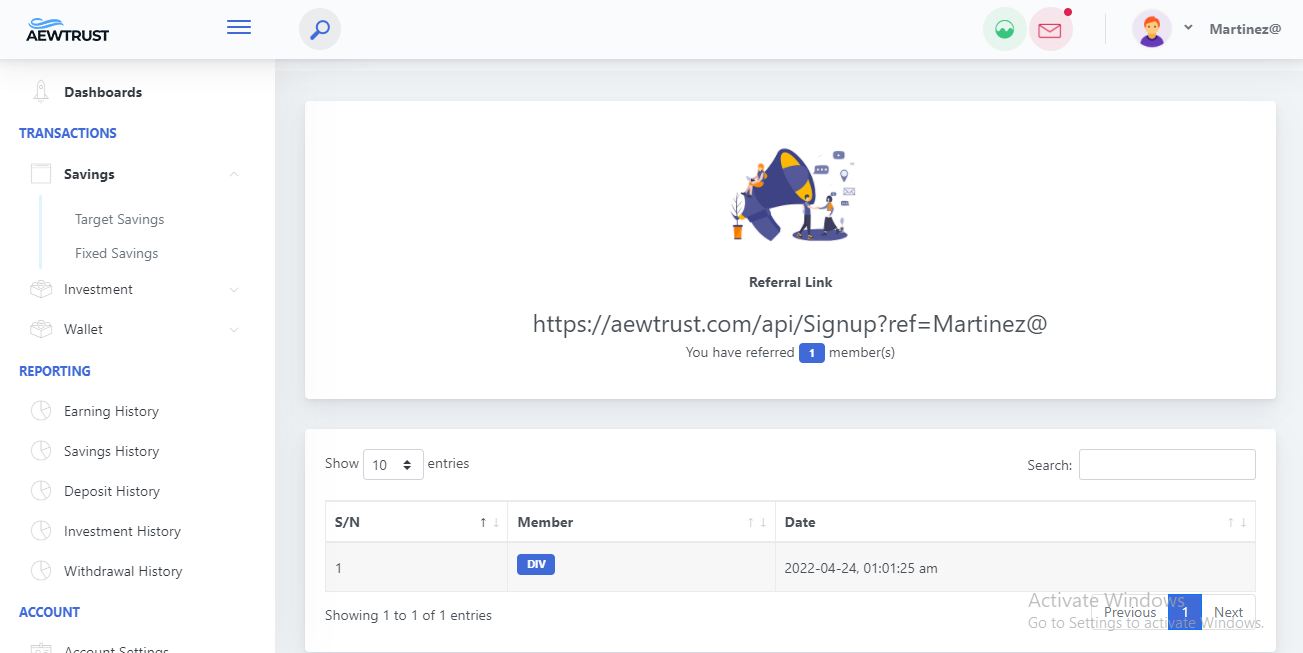 AEWTRUST
Martinez@
Dashboards
TRANSACTIONS
Savings
Target Savings
Fixed Savings
Investment
Wallet
REPORTING
Earning History
Savings History
Deposit History
Investment History
Withdrawal History
ACCOUNT
Account Settings
Referral Link
https://aewtrust.com/api/Signup?ref=Martinez@
You have referred 1 member(s)
Show 10 entries
Search:
S/N Member Date
1 DIV 2022-04-24, 01:01:25 am
Showing 1 to 1 of 1 entries
Previous 1 Next
Activate Windows
Go to Settings to activate Windows.